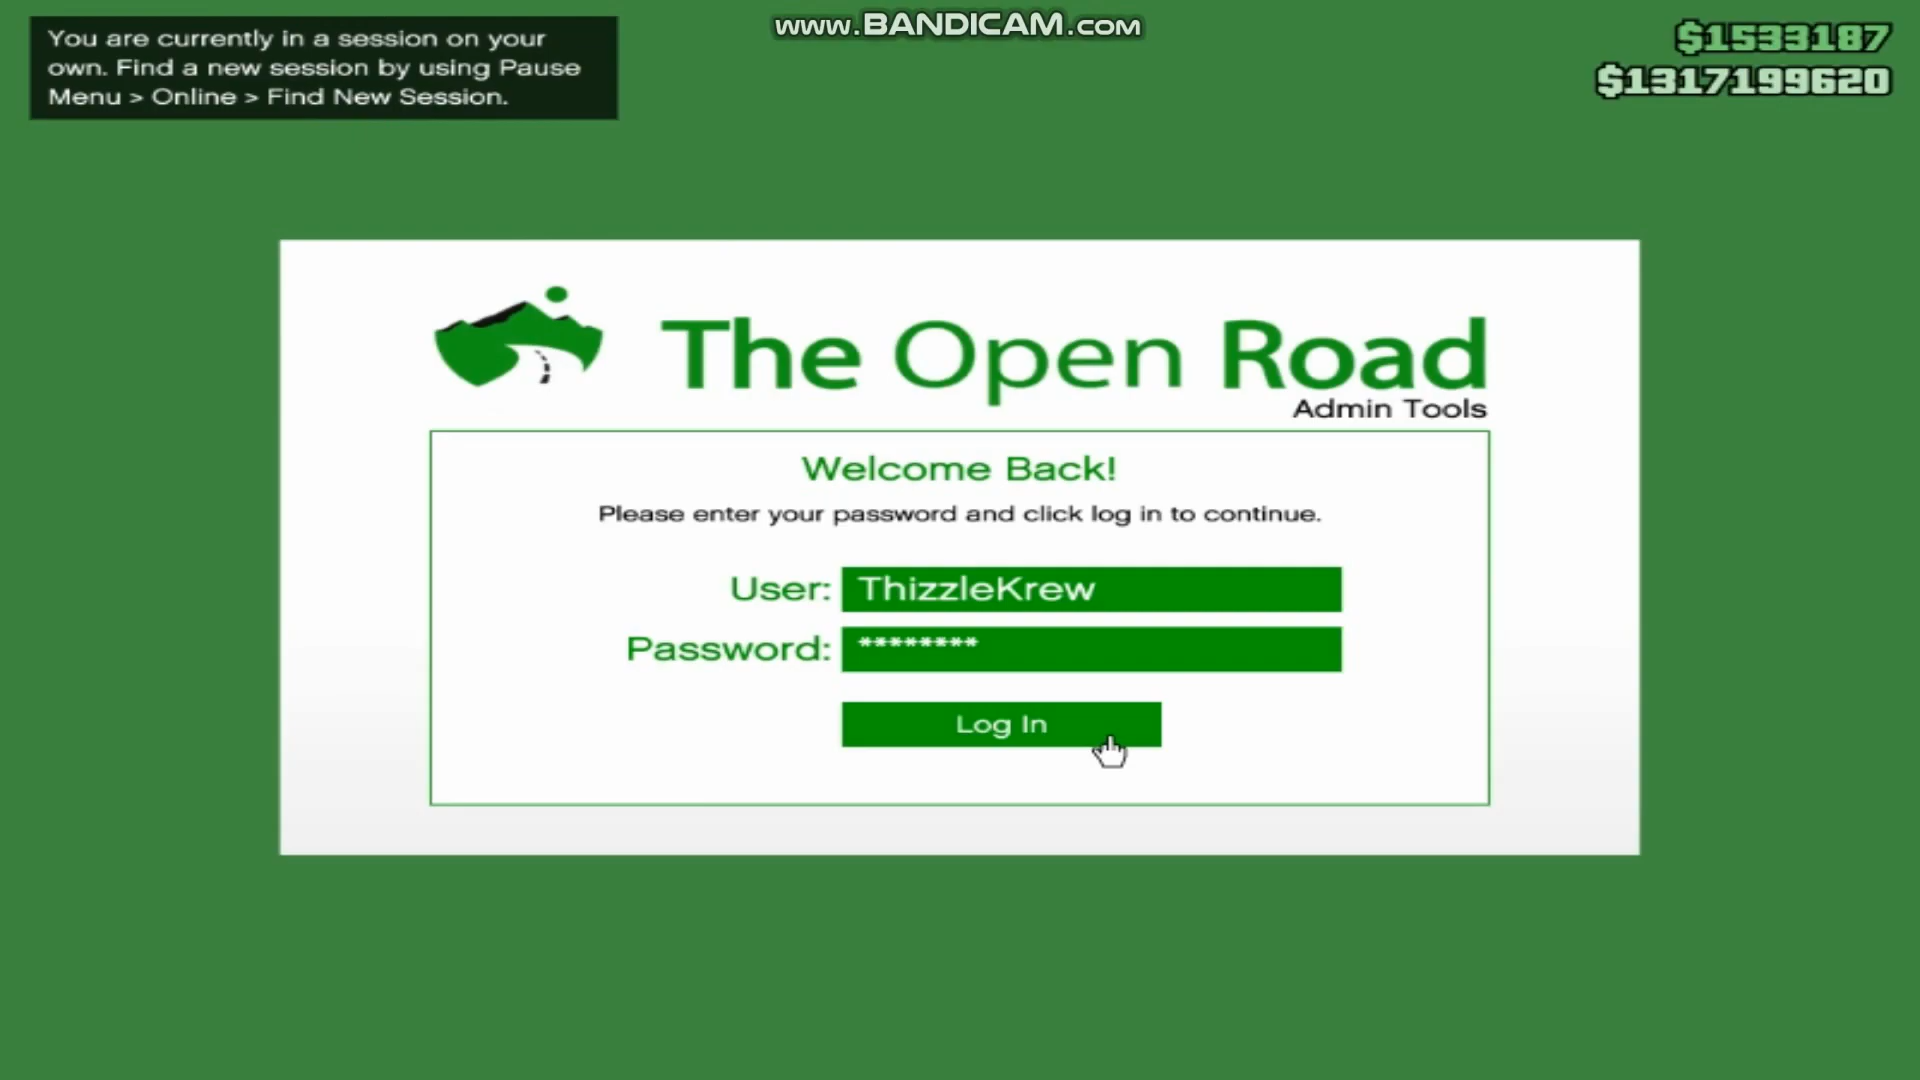 You are currently in a session on your
own. Find a new session by using Pause
Menu > Online > Find New Session.
www.BANDICAM.com
$1533187
$1317199620
The Open Road
Admin Tools
Welcome Back!
Please enter your password and click log in to continue.
User: ThizzleKrew
Password: ********
Log In